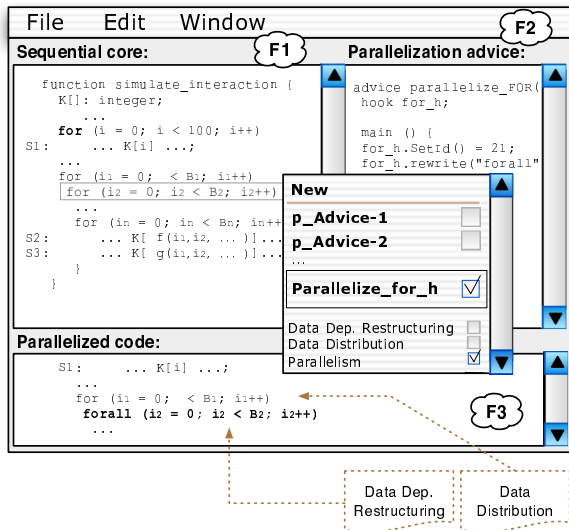 File Edit Window
F1
F2
Sequential core:
Parallelization advice:
function simulate_interaction {
K[]: integer;
...
for (i = 0; i < 100; i++)
S1: ... K[i] ...;
...
for (i1 = 0; < B1; i1++)
for (i2 = 0; i2 < B2; i2++)
...
for (in = 0; in < Bn; in++
S2: ... K[ f(i1,i2, ... )]...
S3: ... K[ g(i1,i2, ... )]...
}
}
advice parallelize_FOR(
hook for_h;
main () {
for_h.SetId() = 21;
for_h.rewrite("forall"
New
p_Advice-1
p_Advice-2
...
Parallelize_for_h
Data Dep. Restructuring
Data Distribution
Parallelism
Parallelized code:
S1: ... K[i] ...;
...
for (i1 = 0; < B1; i1++)
forall (i2 = 0; i2 < B2; i2++)
...
F3
Data Dep.
Restructuring
Data
Distribution